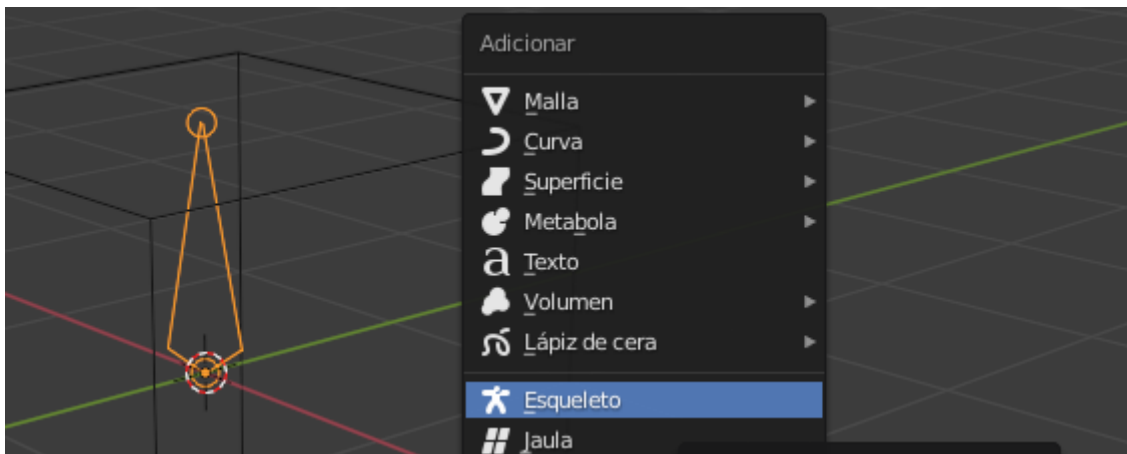 Adicionar
Malla
Curva
Superficie
Metabola
Texto
Volumen
Lápiz de cera
Esqueleto
Jaula